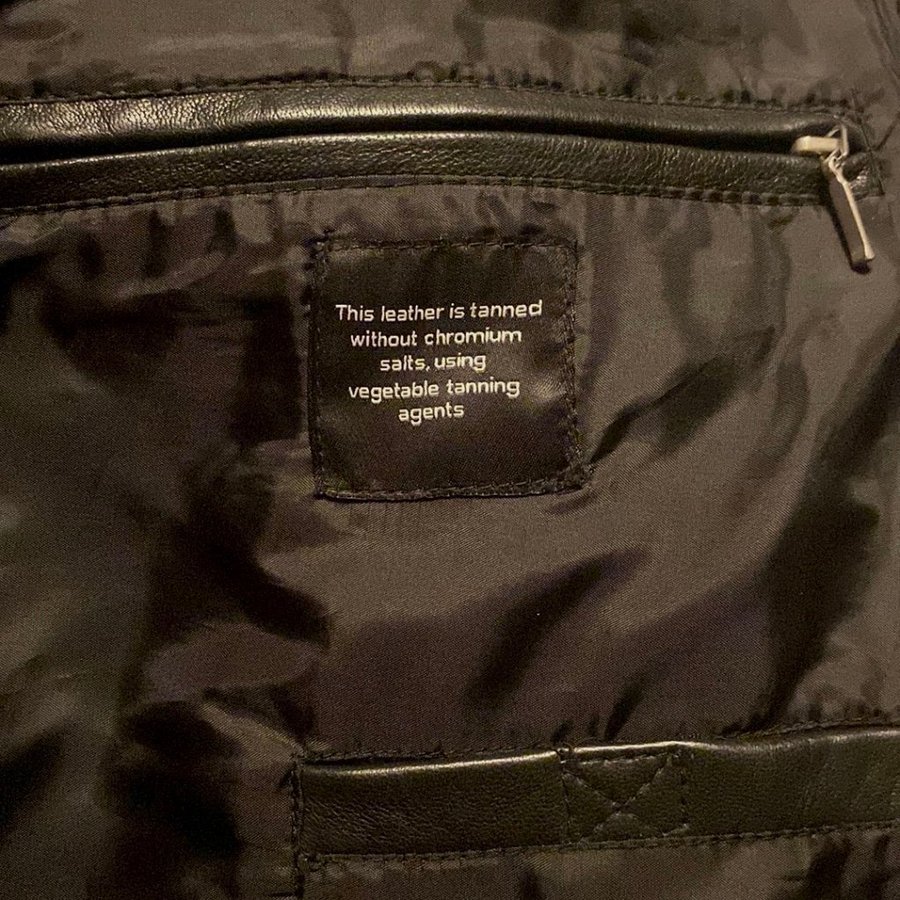 This leather is tanned
without chromium
salts, using
vegetable tanning
agents